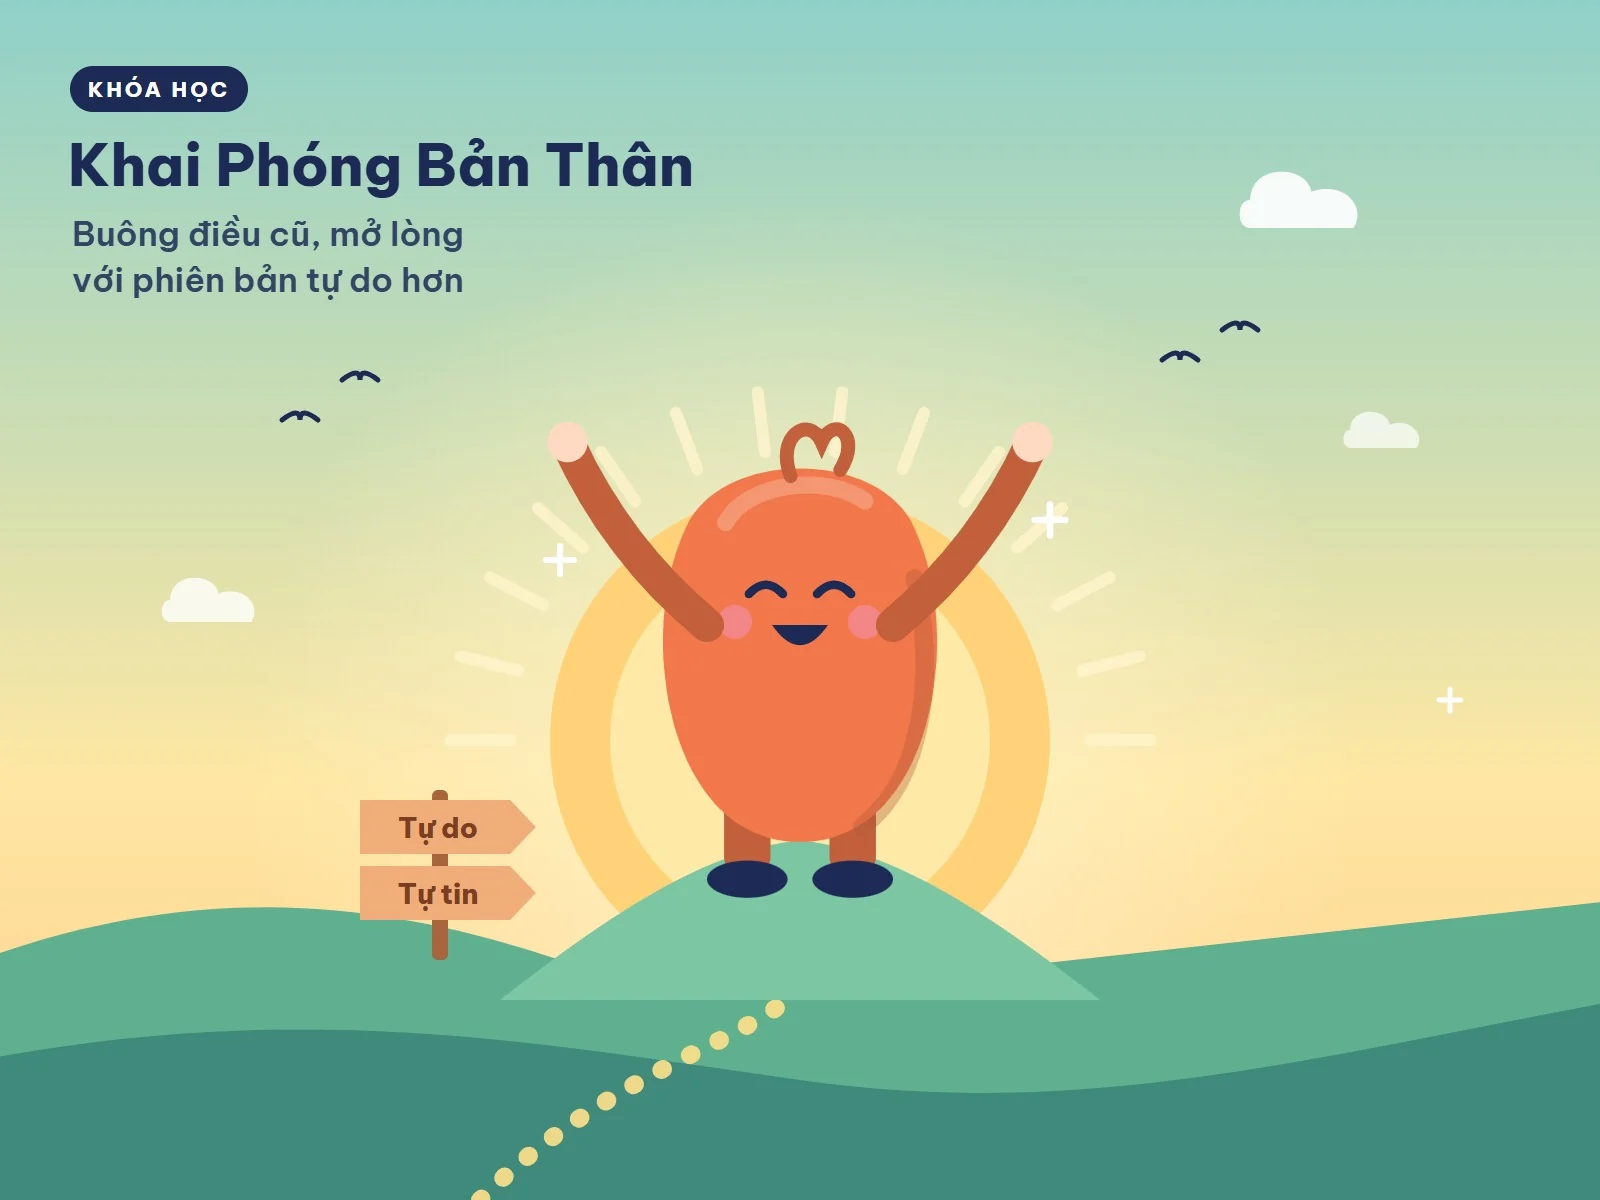 KHÓA HỌC
Khai Phóng Bản Thân
Buông điều cũ, mở lòng
với phiên bản tự do hơn
Tự do
Tự tin